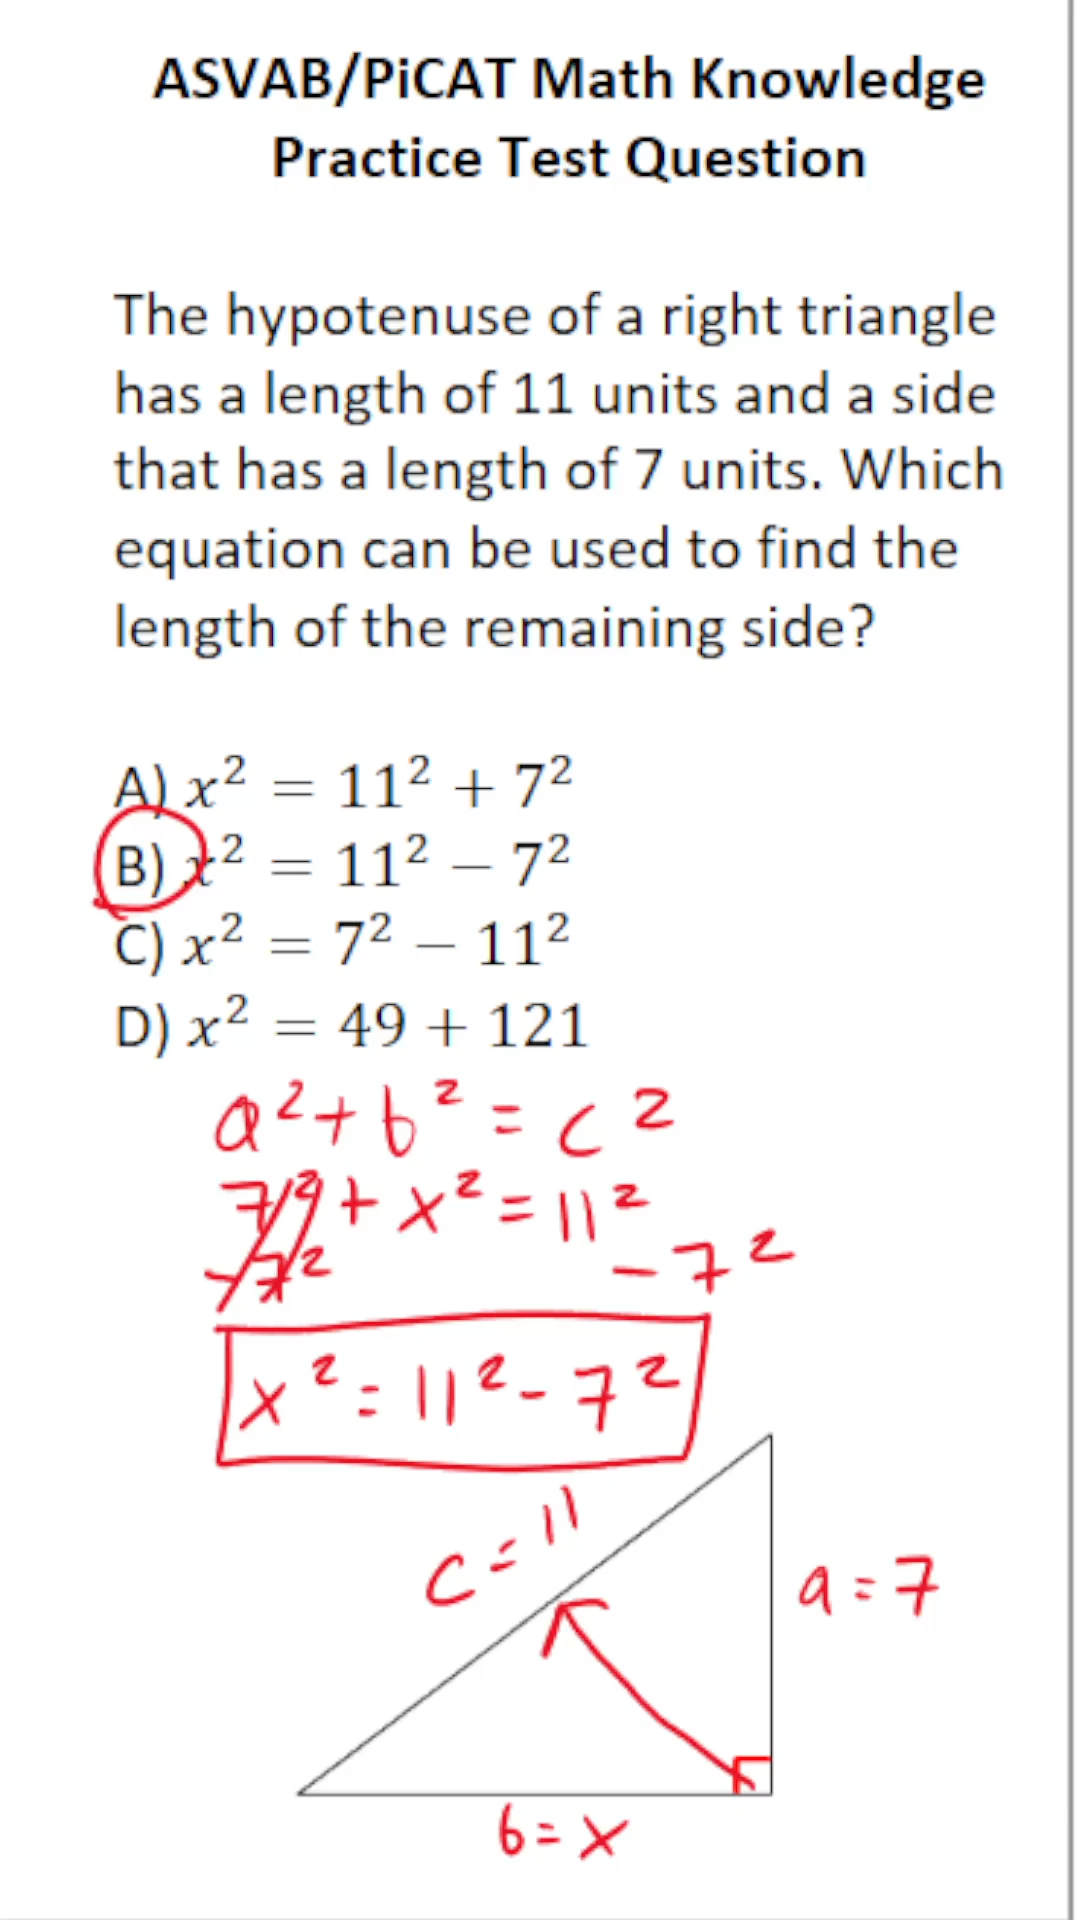 ASVAB/PiCAT Math Knowledge
Practice Test Question
The hypotenuse of a right triangle
has a length of 11 units and a side
that has a length of 7 units. Which
equation can be used to find the
length of the remaining side?
A) x² = 11² + 7²
B) x² = 11² − 7²
C) x² = 7² − 11²
D) x² = 49 + 121
a² + b² = c²
7² + x² = 11²
-7² -7²
x² = 11² - 7²
c = 11
a = 7
b = x